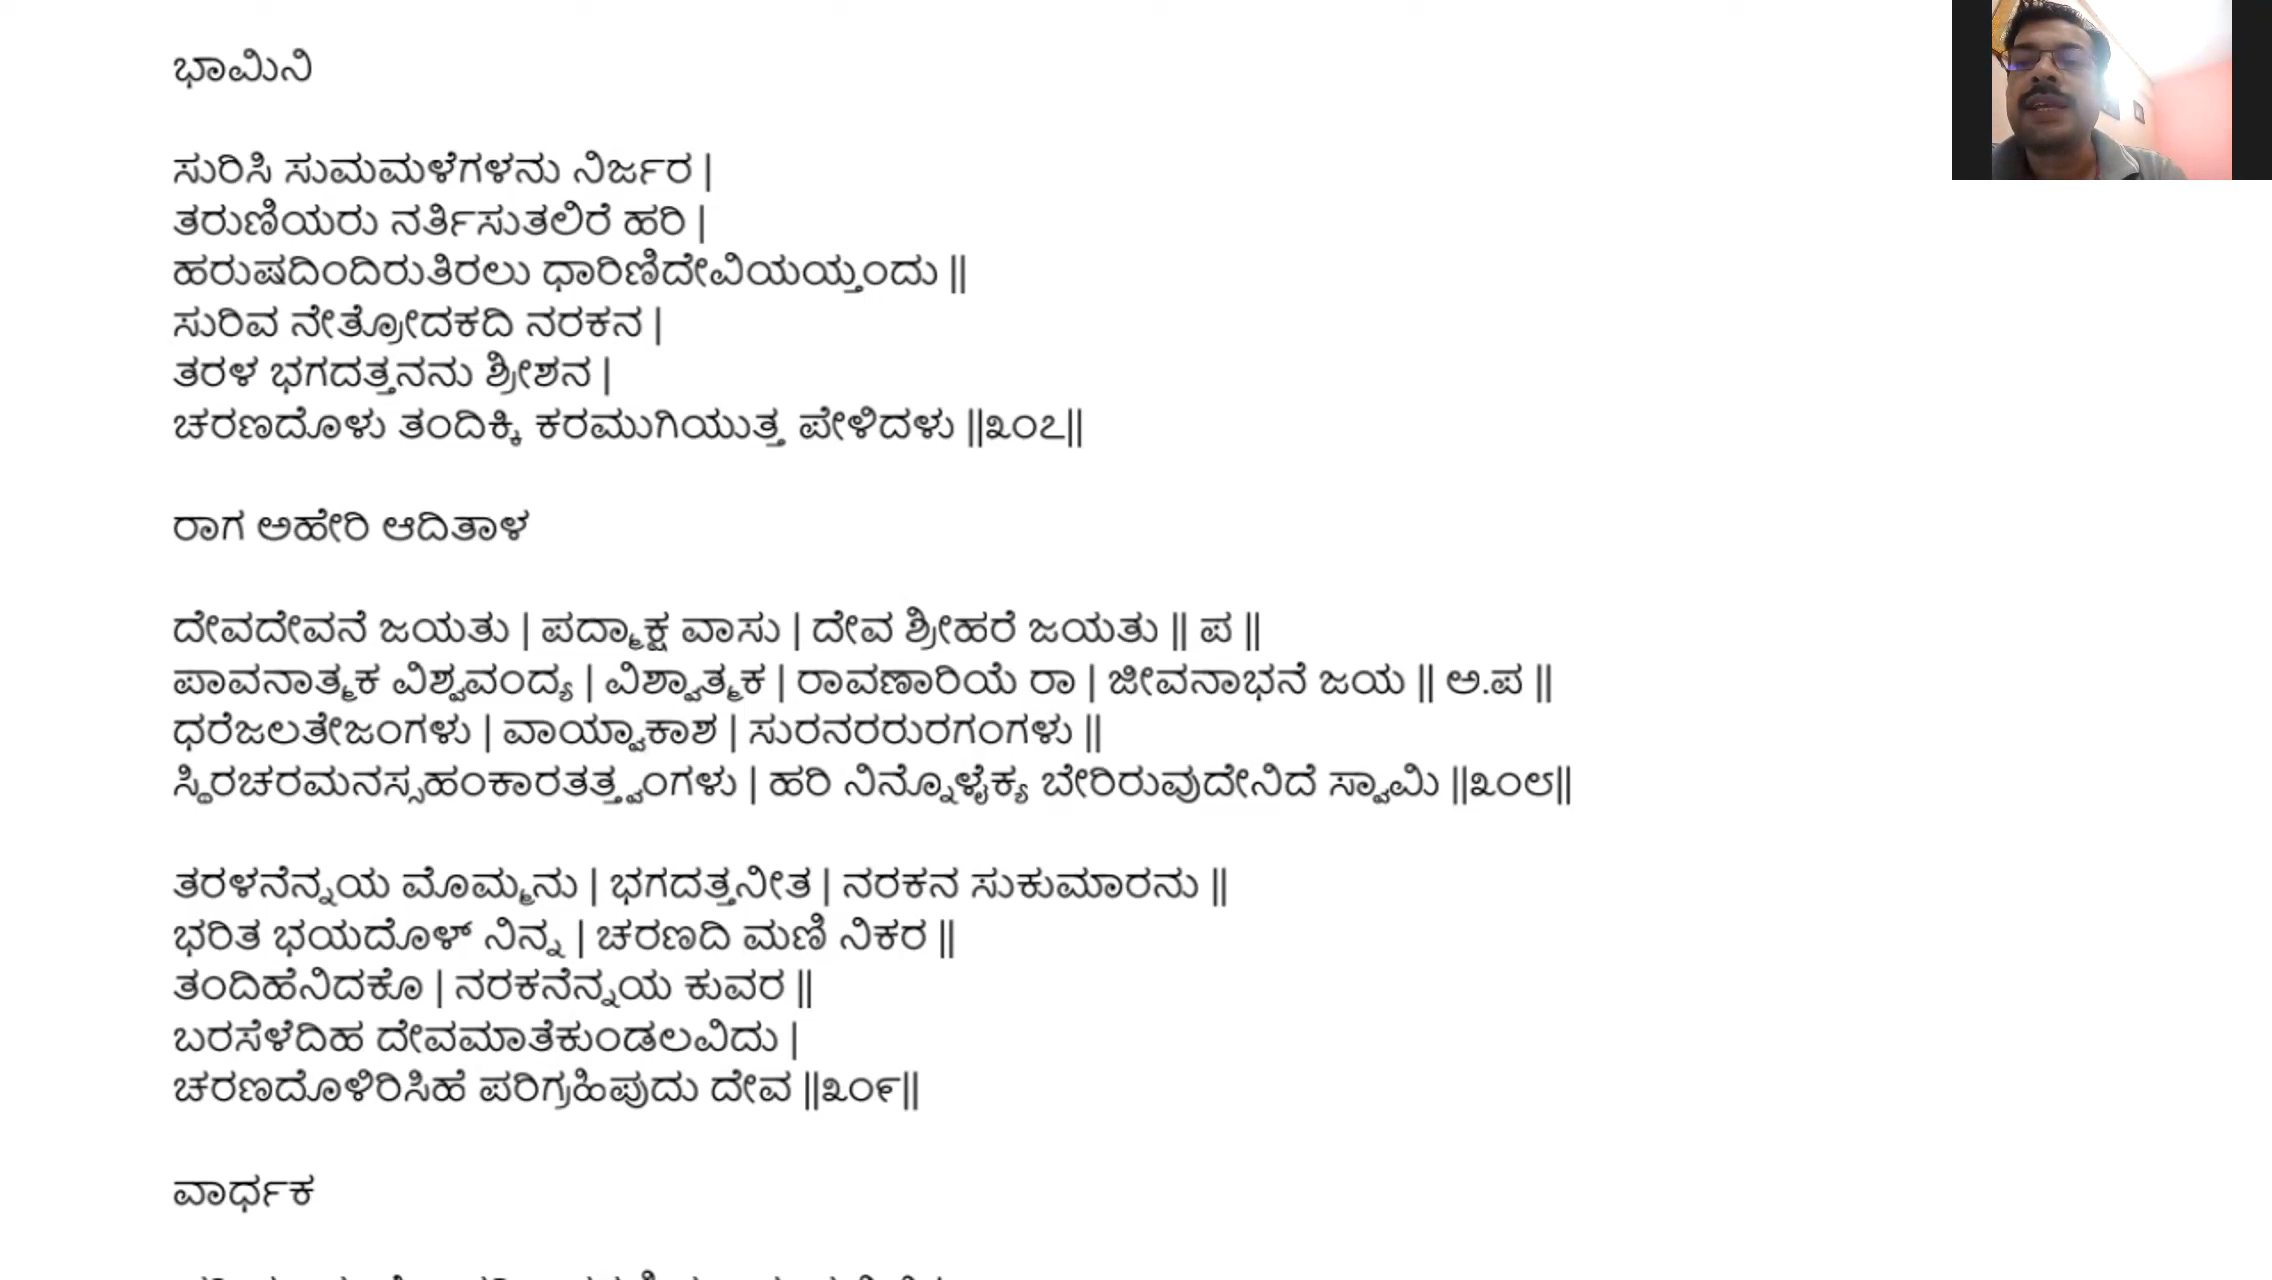 ಭಾಮಿನಿ
ಸುರಿಸಿ ಸುಮಮಳೆಗಳನು ನಿರ್ಜರ |
ತರುಣಿಯರು ನರ್ತಿಸುತಲಿರೆ ಹರಿ |
ಹರುಷದಿಂದಿರುತಿರಲು ಧಾರಿಣಿದೇವಿಯಯ್ತಂದು ||
ಸುರಿವ ನೇತ್ರೋದಕದಿ ನರಕನ |
ತರಳ ಭಗದತ್ತನನು ಶ್ರೀಶನ |
ಚರಣದೊಳು ತಂದಿಕ್ಕಿ ಕರಮುಗಿಯುತ್ತ ಪೇಳಿದಳು ||೩೦೭||
ರಾಗ ಅಹೇರಿ ಆದಿತಾಳ
ದೇವದೇವನೆ ಜಯತು | ಪದ್ಮಾಕ್ಷ ವಾಸು | ದೇವ ಶ್ರೀಹರೆ ಜಯತು || ಪ ||
ಪಾವನಾತ್ಮಕ ವಿಶ್ವವಂದ್ಯ | ವಿಶ್ವಾತ್ಮಕ | ರಾವಣಾರಿಯೆ ರಾ | ಜೀವನಾಭನೆ ಜಯ || ಅ.ಪ ||
ಧರೆಜಲತೇಜಂಗಳು | ವಾಯ್ವಾಕಾಶ | ಸುರನರರುರಗಂಗಳು ||
ಸ್ಥಿರಚರಮನಸ್ಸಹಂಕಾರತತ್ತ್ವಂಗಳು | ಹರಿ ನಿನ್ನೊಳೈಕ್ಯ ಬೇರಿರುವುದೇನಿದೆ ಸ್ವಾಮಿ ||೩೦೮||
ತರಳನೆನ್ನಯ ಮೊಮ್ಮನು | ಭಗದತ್ತನೀತ | ನರಕನ ಸುಕುಮಾರನು ||
ಭರಿತ ಭಯದೊಳ್ ನಿನ್ನ | ಚರಣದಿ ಮಣಿ ನಿಕರ ||
ತಂದಿಹೆನಿದಕೊ | ನರಕನೆನ್ನಯ ಕುವರ ||
ಬರಸೆಳೆದಿಹ ದೇವಮಾತೆಕುಂಡಲವಿದು |
ಚರಣದೊಳಿರಿಸಿಹೆ ಪರಿಗ್ರಹಿಪುದು ದೇವ ||೩೦೯||
ವಾರ್ಧಕ